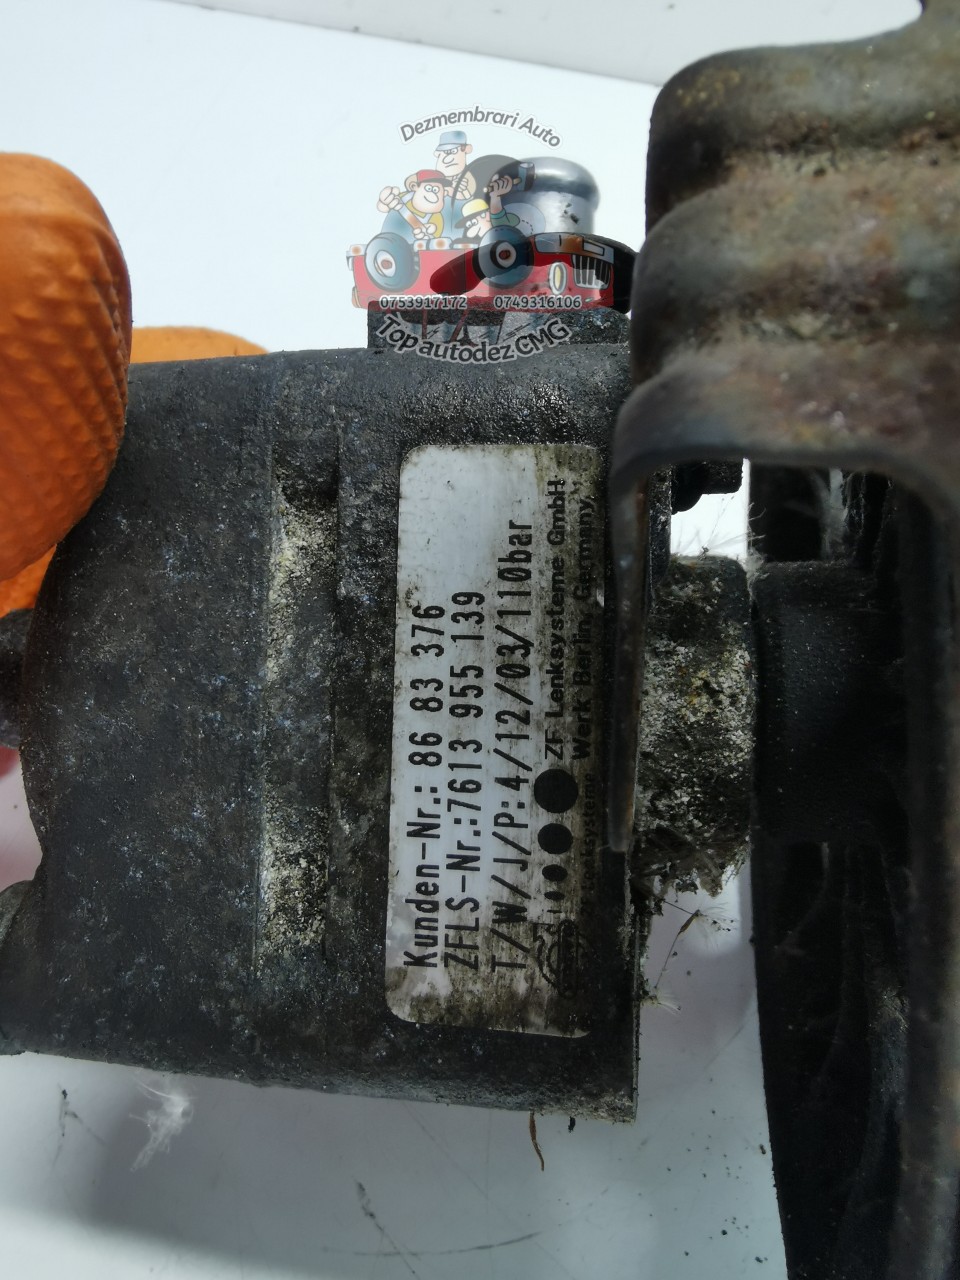 Dezmembrari Auto
0753917172 0749316106
Top autodez CMG
Kunden-Nr.: 86 83 376
ZFLS-Nr.:7613 955 139
T/W/J/P:4/12/03/110bar
ZF Lenksysteme GmbH
Werk Berlin, Germany